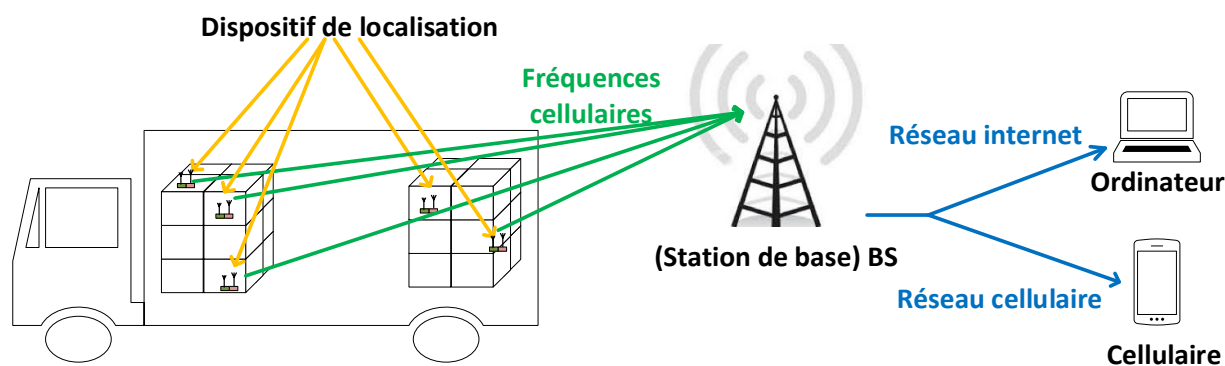 Dispositif de localisation
Fréquences
cellulaires
Réseau internet
Ordinateur
(Station de base) BS
Réseau cellulaire
Cellulaire